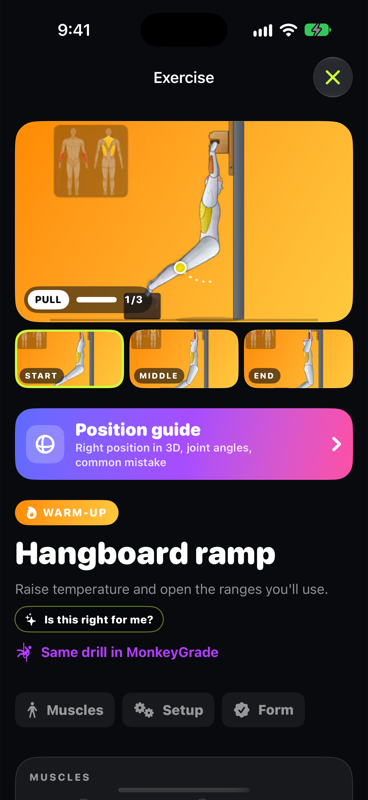 9:41
Exercise
PULL 1/3
START
MIDDLE
END
Position guide
Right position in 3D, joint angles,
common mistake
WARM-UP
Hangboard ramp
Raise temperature and open the ranges you'll use.
Is this right for me?
Same drill in MonkeyGrade
Muscles
Setup
Form
MUSCLES